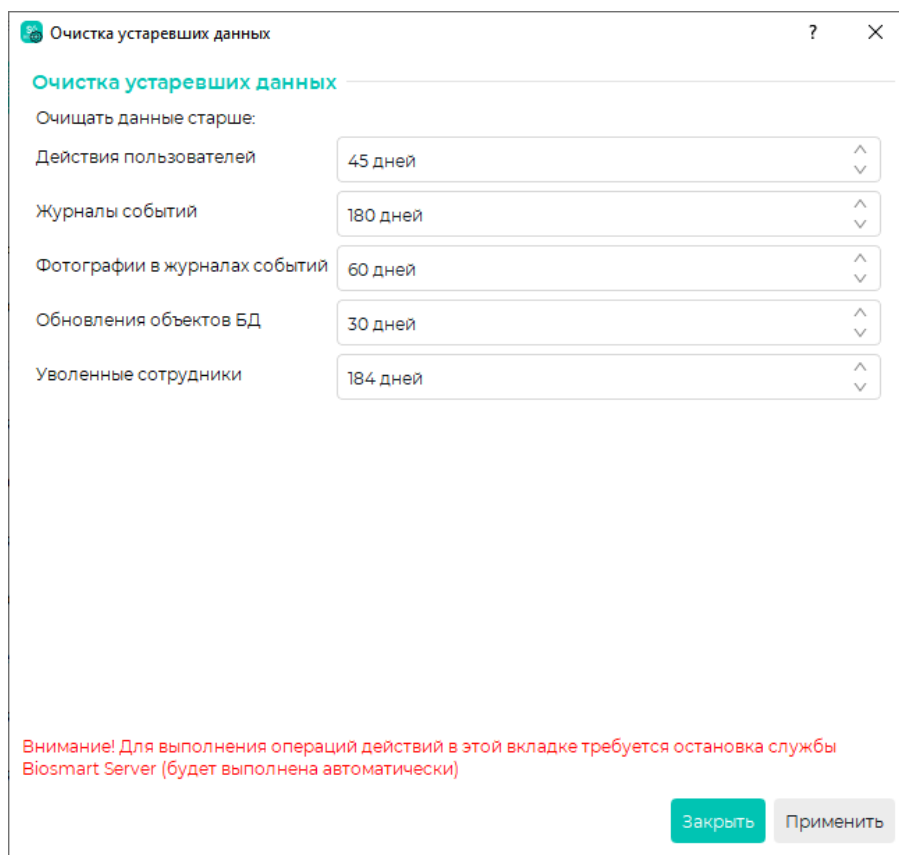 Очистка устаревших данных
?
Очистка устаревших данных
Очищать данные старше:
Действия пользователей 45 дней
Журналы событий 180 дней
Фотографии в журналах событий 60 дней
Обновления объектов БД 30 дней
Уволенные сотрудники 184 дней
Внимание! Для выполнения операций действий в этой вкладке требуется остановка службы
Biosmart Server (будет выполнена автоматически)
Закрыть Применить